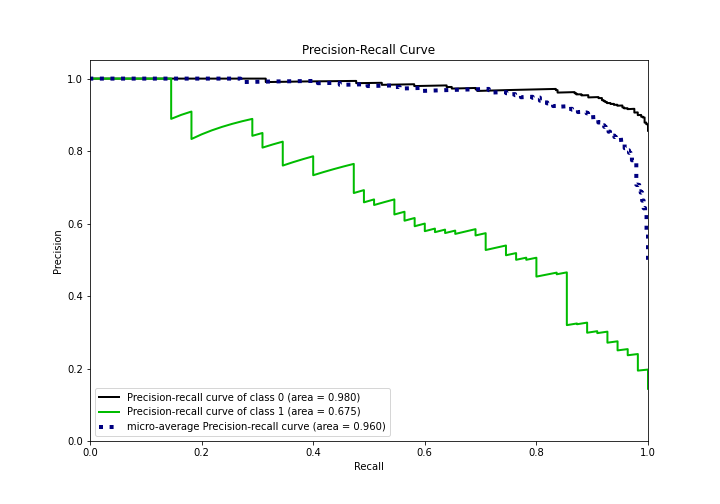 Precision-Recall Curve
1.0
0.8
0.6
0.4
0.2
0.0
Precision
Precision-recall curve of class 0 (area = 0.980)
Precision-recall curve of class 1 (area = 0.675)
micro-average Precision-recall curve (area = 0.960)
0.0 0.2 0.4 0.6 0.8 1.0
Recall